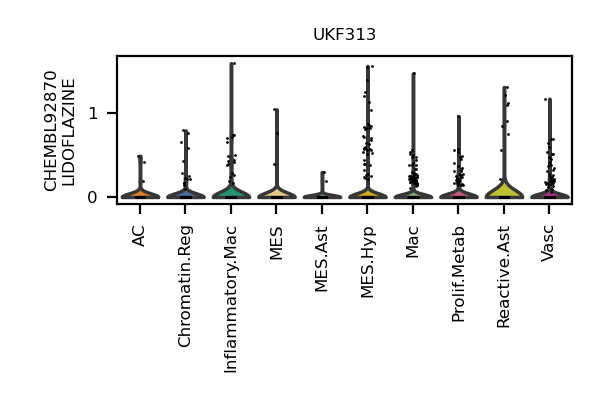 UKF313
CHEMBL92870
LIDOFLAZINE
1
0
AC
Chromatin.Reg
Inflammatory.Mac
MES
MES.Ast
MES.Hyp
Mac
Prolif.Metab
Reactive.Ast
Vasc